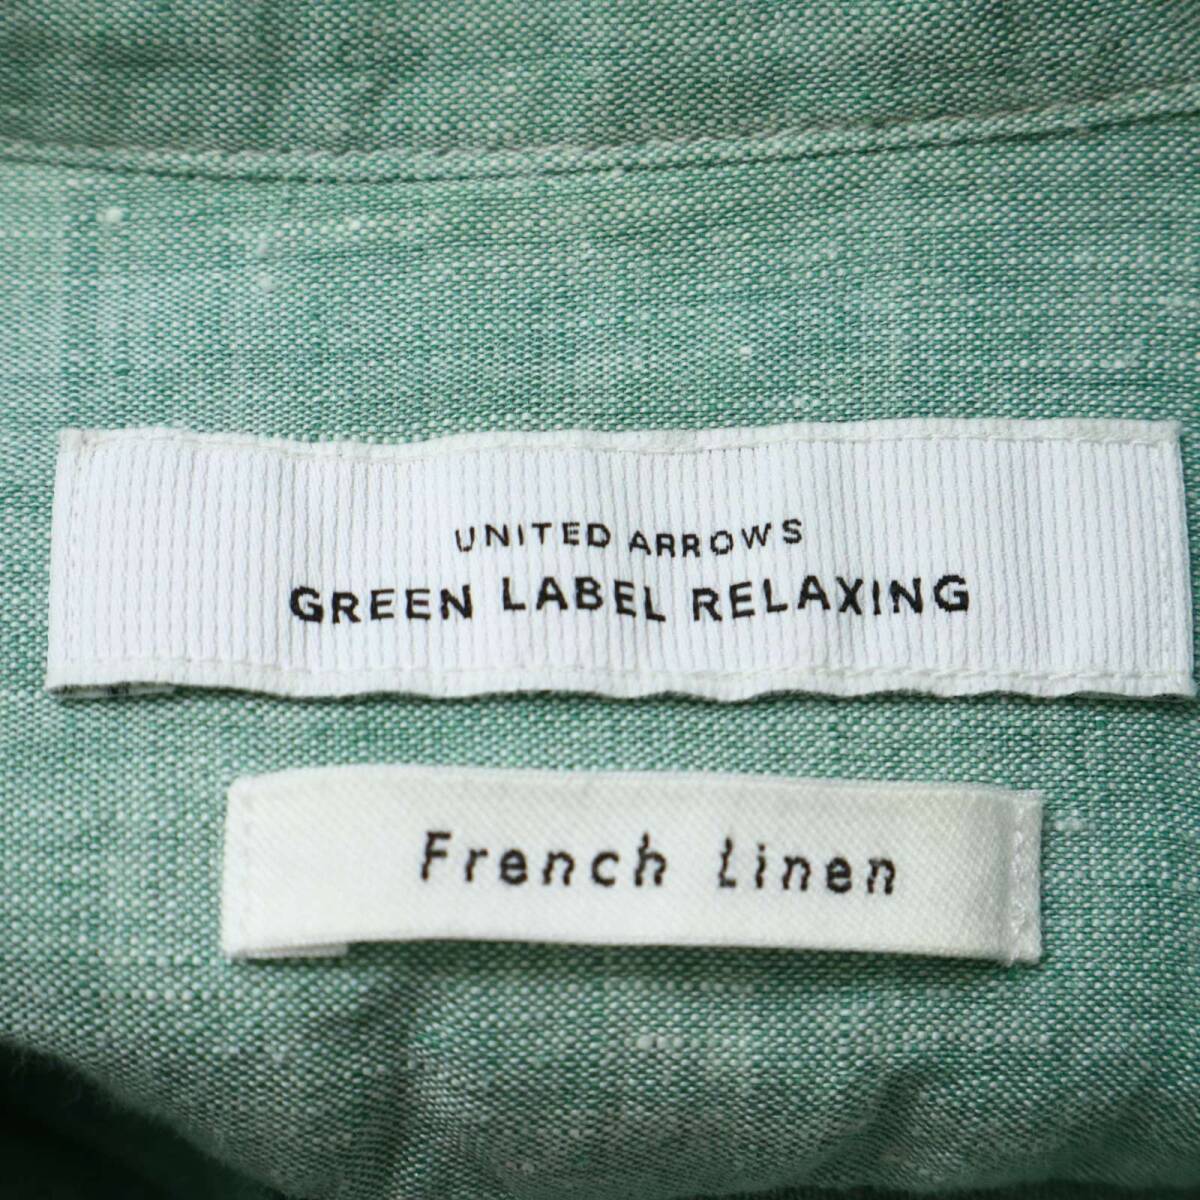 UNITED ARROWS
GREEN LABEL RELAXING
French Linen